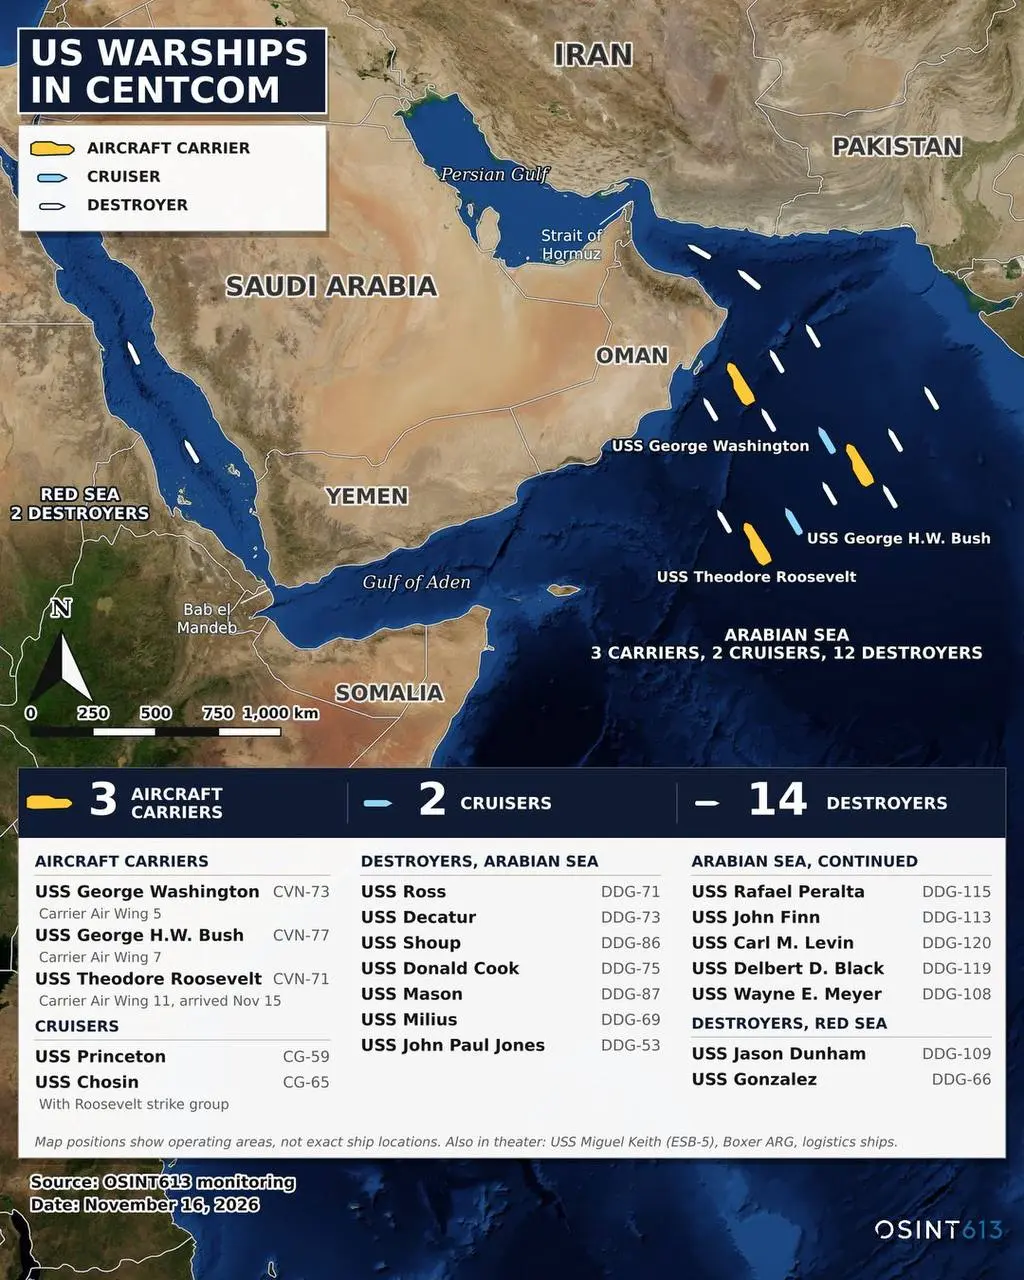 US WARSHIPS
IN CENTCOM
AIRCRAFT CARRIER
CRUISER
DESTROYER
IRAN
PAKISTAN
Persian Gulf
Strait of
Hormuz
SAUDI ARABIA
OMAN
USS George Washington
YEMEN
RED SEA
2 DESTROYERS
USS George H.W. Bush
USS Theodore Roosevelt
Gulf of Aden
Bab el
Mandeb
ARABIAN SEA
3 CARRIERS, 2 CRUISERS, 12 DESTROYERS
SOMALIA
N
0 250 500 750 1,000 km
3 AIRCRAFT
CARRIERS
2 CRUISERS
14 DESTROYERS
AIRCRAFT CARRIERS
USS George Washington CVN-73
Carrier Air Wing 5
USS George H.W. Bush CVN-77
Carrier Air Wing 7
USS Theodore Roosevelt CVN-71
Carrier Air Wing 11, arrived Nov 15
CRUISERS
USS Princeton CG-59
USS Chosin CG-65
With Roosevelt strike group
DESTROYERS, ARABIAN SEA
USS Ross DDG-71
USS Decatur DDG-73
USS Shoup DDG-86
USS Donald Cook DDG-75
USS Mason DDG-87
USS Milius DDG-69
USS John Paul Jones DDG-53
ARABIAN SEA, CONTINUED
USS Rafael Peralta DDG-115
USS John Finn DDG-113
USS Carl M. Levin DDG-120
USS Delbert D. Black DDG-119
USS Wayne E. Meyer DDG-108
DESTROYERS, RED SEA
USS Jason Dunham DDG-109
USS Gonzalez DDG-66
Map positions show operating areas, not exact ship locations. Also in theater: USS Miguel Keith (ESB-5), Boxer ARG, logistics ships.
Source: OSINT613 monitoring
Date: November 16, 2026
OSINT613